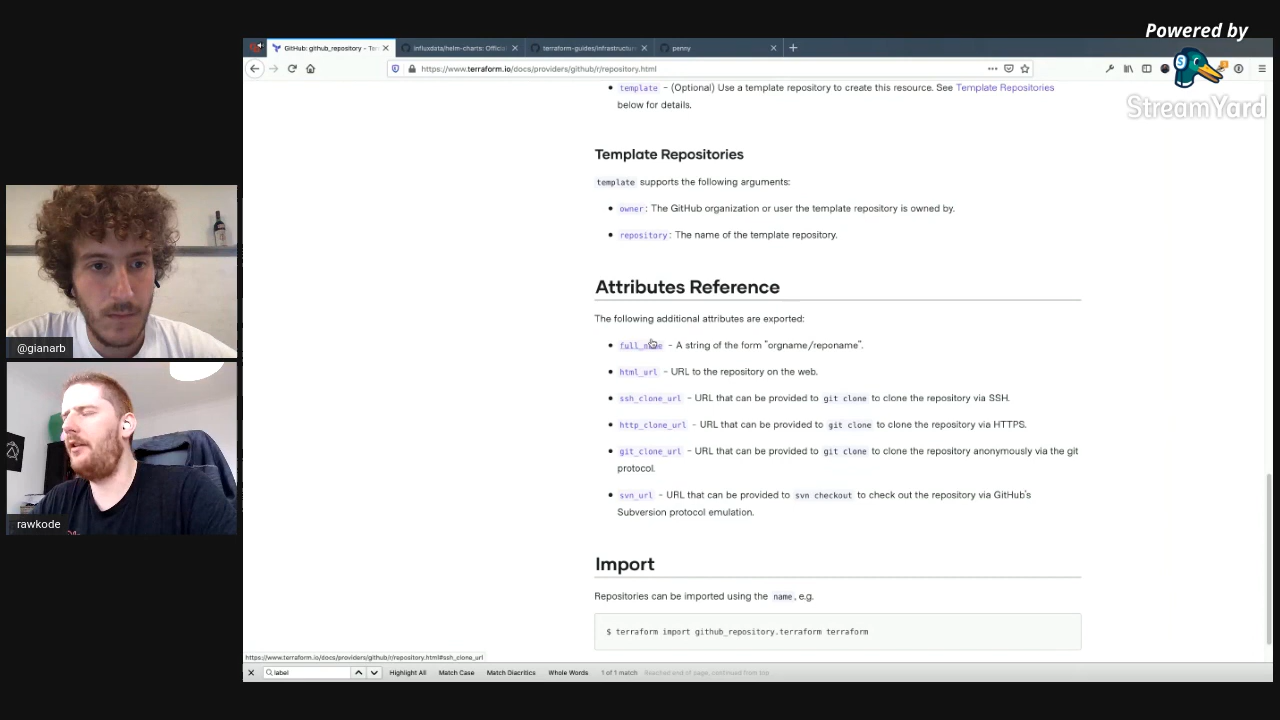 Powered by
StreamYard
GitHub: github_repository - Ter
influxdata/helm-charts: Officia
terraform-guides/infrastructur
penny
https://www.terraform.io/docs/providers/github/r/repository.html
template - (Optional) Use a template repository to create this resource. See Template Repositories
below for details.
Template Repositories
template supports the following arguments:
owner: The GitHub organization or user the template repository is owned by.
repository: The name of the template repository.
Attributes Reference
The following additional attributes are exported:
full_name - A string of the form "orgname/reponame".
html_url - URL to the repository on the web.
ssh_clone_url - URL that can be provided to git clone to clone the repository via SSH.
http_clone_url - URL that can be provided to git clone to clone the repository via HTTPS.
git_clone_url - URL that can be provided to git clone to clone the repository anonymously via the git
protocol.
svn_url - URL that can be provided to svn checkout to check out the repository via GitHub's
Subversion protocol emulation.
Import
Repositories can be imported using the name, e.g.
$ terraform import github_repository.terraform terraform
https://www.terraform.io/docs/providers/github/r/repository.html#ssh_clone_url
label
Highlight All
Match Case
Match Diacritics
Whole Words
1 of 1 match
Reached end of page, continued from top
@gianarb
rawkode